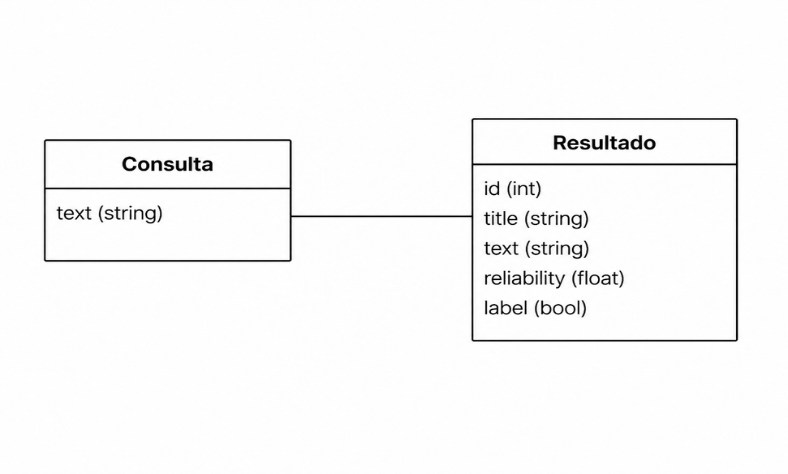 Consulta
text (string)
Resultado
id (int)
title (string)
text (string)
reliability (float)
label (bool)